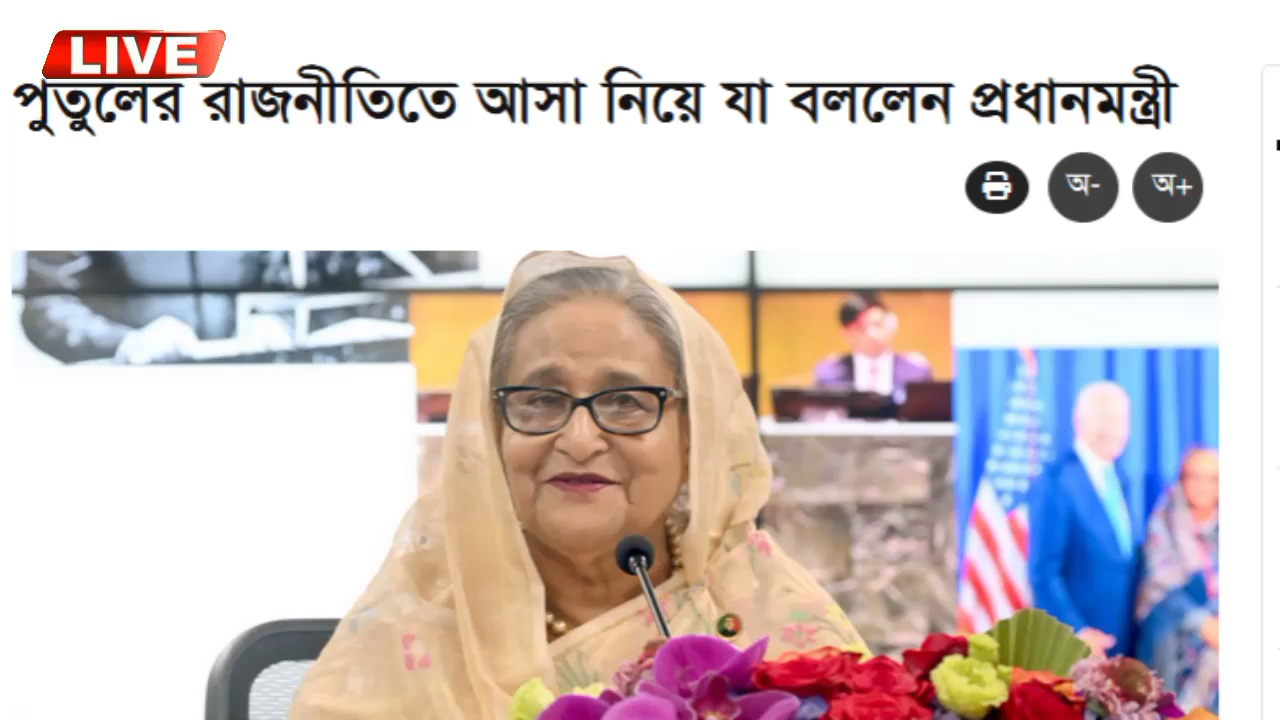 LIVE
পুতুলের রাজনীতিতে আসা নিয়ে যা বললেন প্রধানমন্ত্রী
অ- অ+